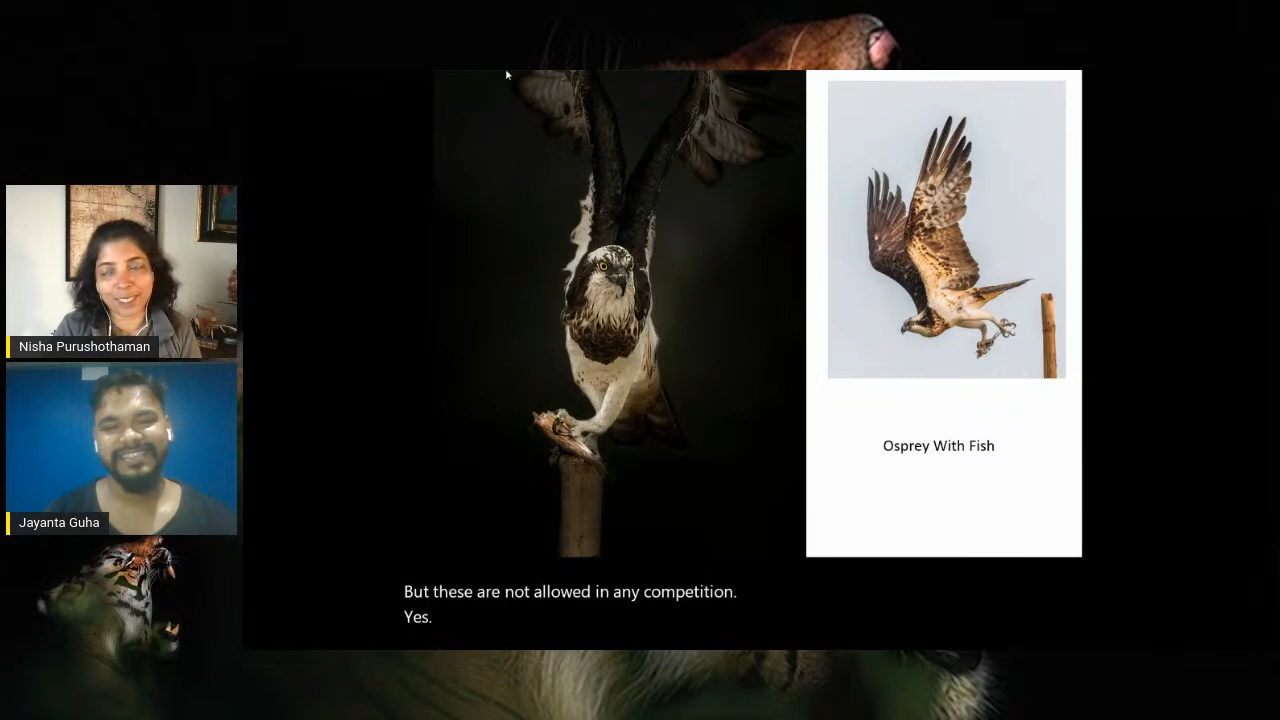 Nisha Purushothaman
Jayanta Guha
Osprey With Fish
But these are not allowed in any competition.
Yes.